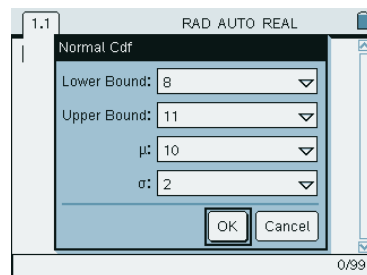 1.1 RAD AUTO REAL
Normal Cdf
Lower Bound: 8
Upper Bound: 11
μ: 10
σ: 2
OK Cancel
0/99